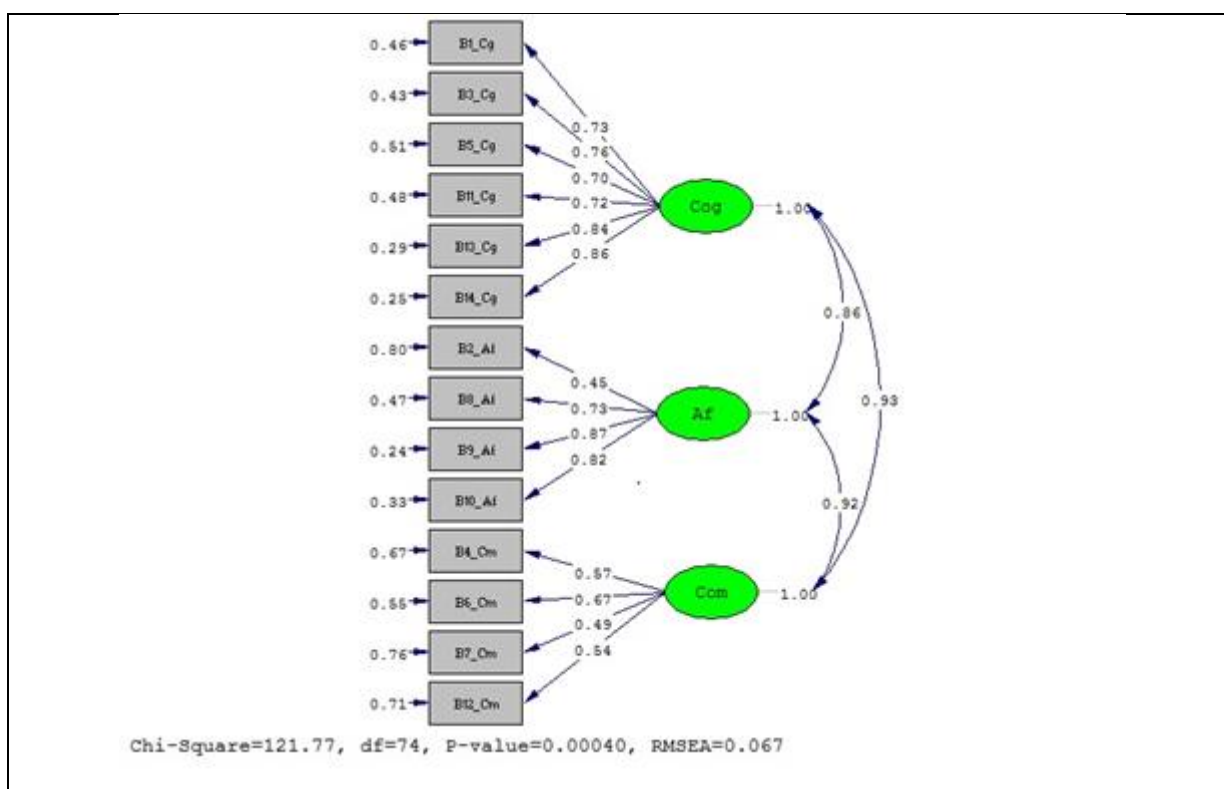 0.46 B1_Cg
0.43 B3_Cg
0.51 B5_Cg
0.48 B11_Cg
0.29 B13_Cg
0.25 B14_Cg
0.80 B2_Af
0.47 B8_Af
0.24 B9_Af
0.33 B10_Af
0.67 B4_Cm
0.55 B6_Cm
0.76 B7_Cm
0.71 B12_Cm
0.73
0.76
0.70
0.72
0.84
0.86
0.45
0.73
0.87
0.82
0.57
0.67
0.49
0.54
Cog 1.00
Af 1.00
Com 1.00
0.86
0.93
0.92
Chi-Square=121.77, df=74, P-value=0.00040, RMSEA=0.067